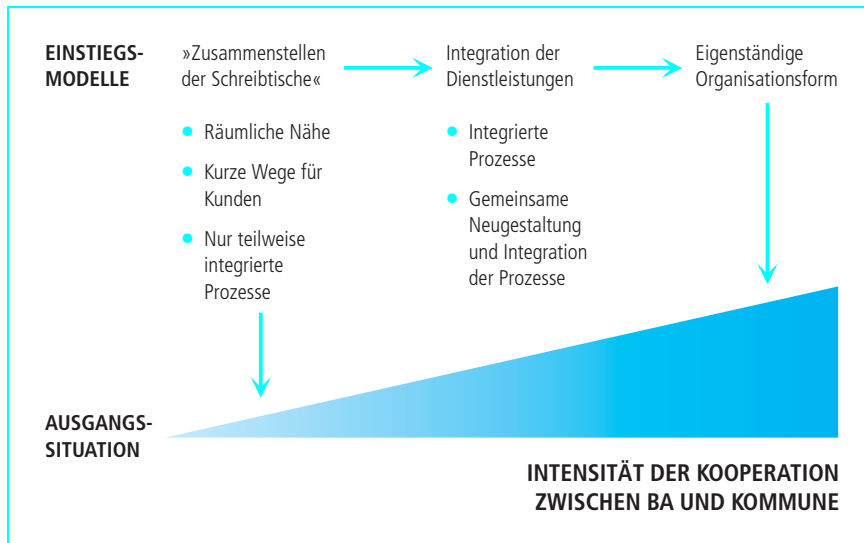 EINSTIEGS-
MODELLE
»Zusammenstellen
der Schreibtische«
Integration der
Dienstleistungen
Eigenständige
Organisationsform
Räumliche Nähe
Kurze Wege für
Kunden
Nur teilweise
integrierte
Prozesse
Integrierte
Prozesse
Gemeinsame
Neugestaltung
und Integration
der Prozesse
AUSGANGS-
SITUATION
INTENSITÄT DER KOOPERATION
ZWISCHEN BA UND KOMMUNE